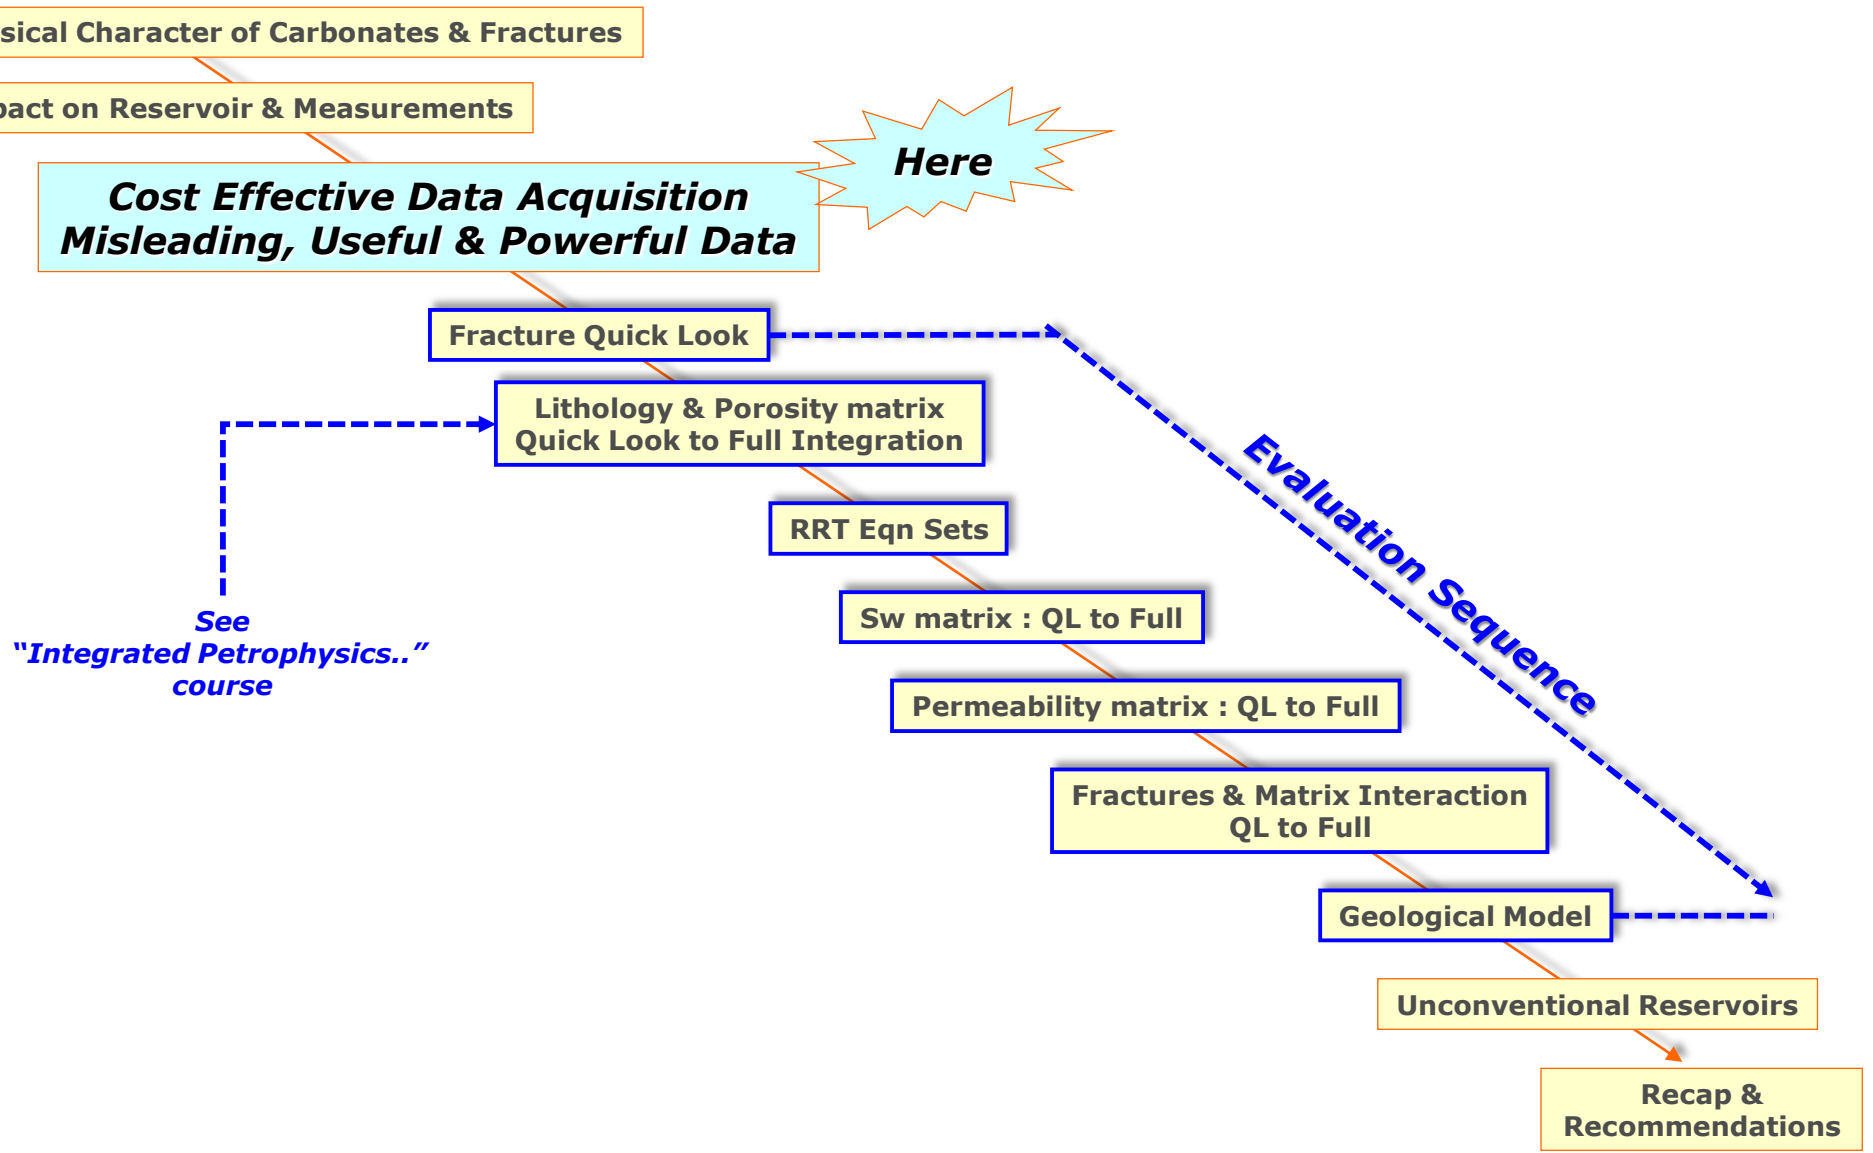 sical Character of Carbonates & Fractures
pact on Reservoir & Measurements
Here
Cost Effective Data Acquisition
Misleading, Useful & Powerful Data
Fracture Quick Look
Lithology & Porosity matrix
Quick Look to Full Integration
RRT Eqn Sets
Evaluation Sequence
Sw matrix : QL to Full
See
“Integrated Petrophysics..”
course
Permeability matrix : QL to Full
Fractures & Matrix Interaction
QL to Full
Geological Model
Unconventional Reservoirs
Recap &
Recommendations